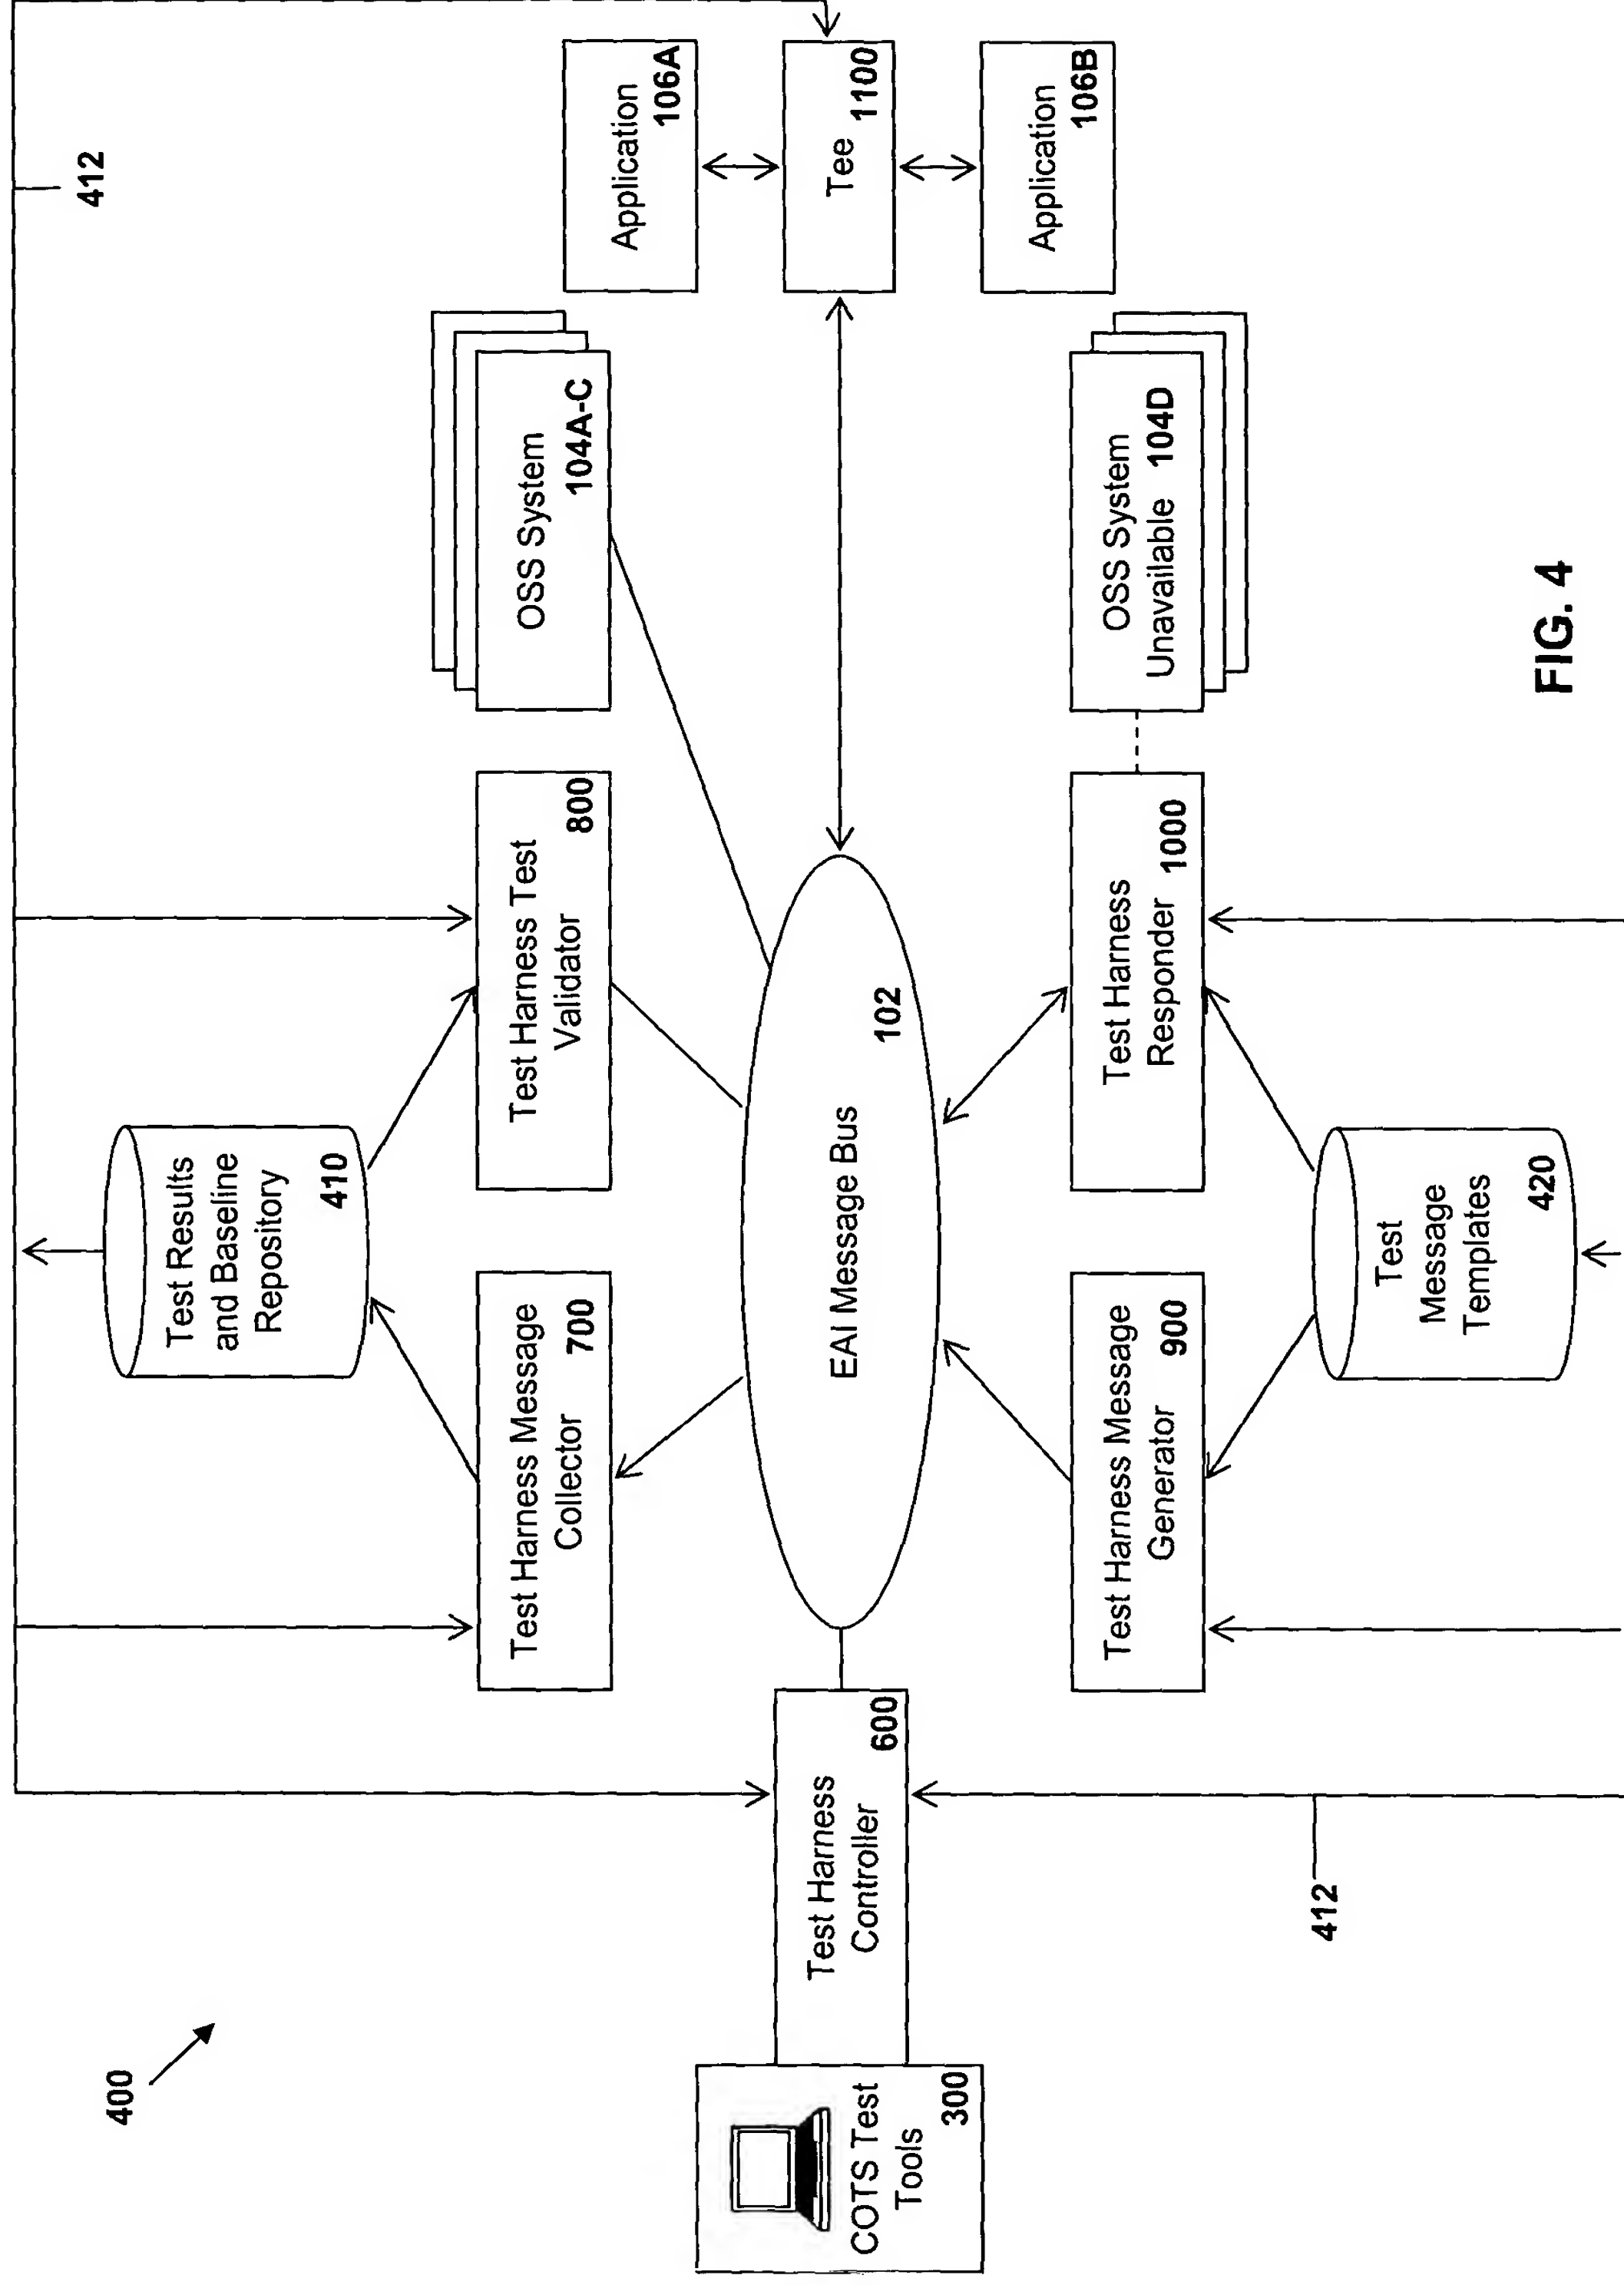 400
412
Test Results
and Baseline
Repository
410
Test Harness Message
Collector
700
Test Harness Test
Validator
800
OSS System
104A-C
Application
106A
COTS Test
Tools
300
Test Harness
Controller
600
EAI Message Bus
102
Tee
1100
Test Harness Message
Generator
900
Test Harness
Responder 1000
OSS System
Unavailable 104D
Application
106B
412
Test
Message
Templates
420
FIG. 4